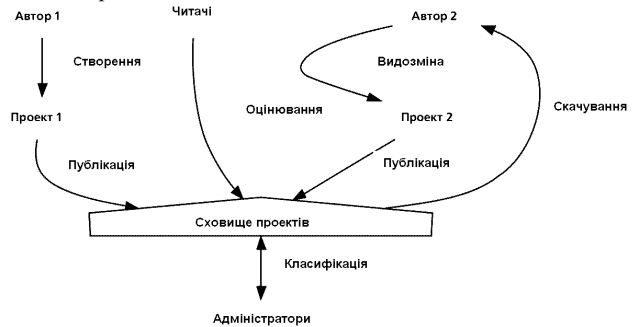 Автор 1
Читачі
Автор 2
Створення
Видозміна
Оцінювання
Скачування
Проект 1
Проект 2
Публікація
Публікація
Сховище проектів
Класифікація
Адміністратори